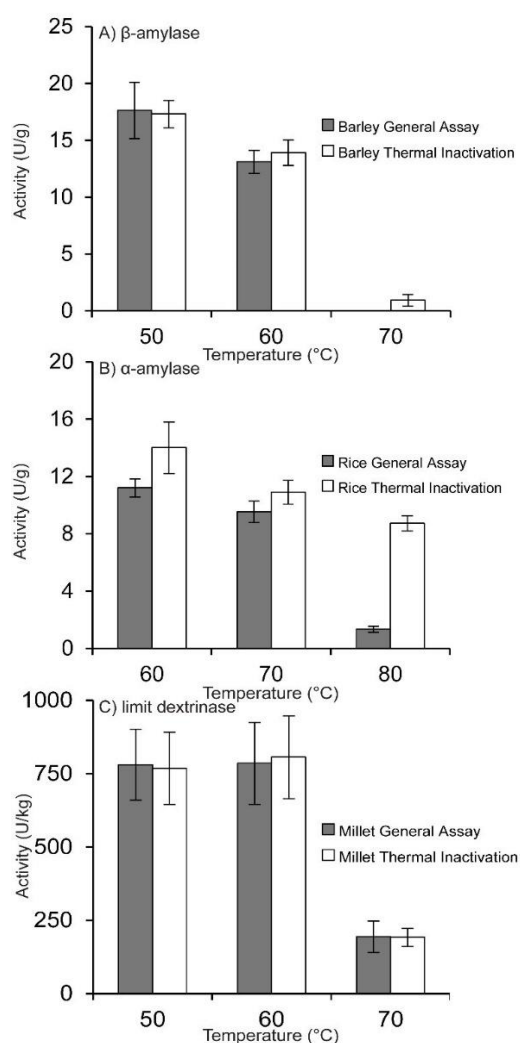 A) β-amylase
Activity (U/g)
25
20
15
10
5
0
Barley General Assay
Barley Thermal Inactivation
50 60 70
Temperature (°C)
B) α-amylase
Activity (U/g)
20
16
12
8
4
0
Rice General Assay
Rice Thermal Inactivation
60 70 80
Temperature (°C)
C) limit dextrinase
Activity (U/kg)
1000
750
500
250
0
Millet General Assay
Millet Thermal Inactivation
50 60 70
Temperature (°C)